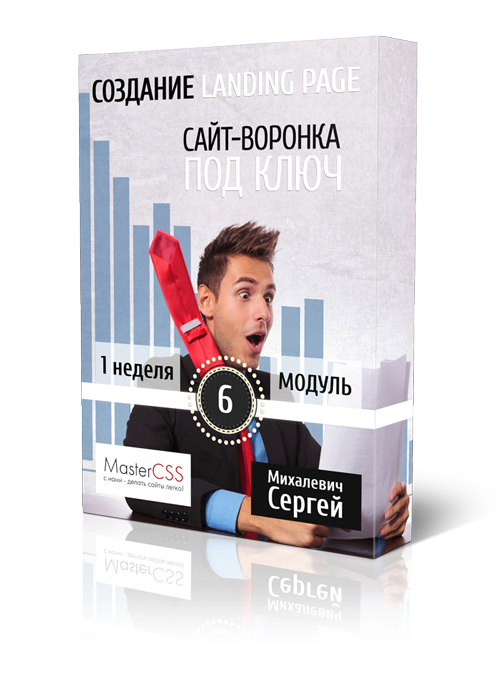 СОЗДАНИЕ LANDING PAGE
САЙТ-ВОРОНКА
ПОД КЛЮЧ
1 неделя
6
МОДУЛЬ
MasterCSS
с нами - делать сайты легко!
Михалевич
Сергей